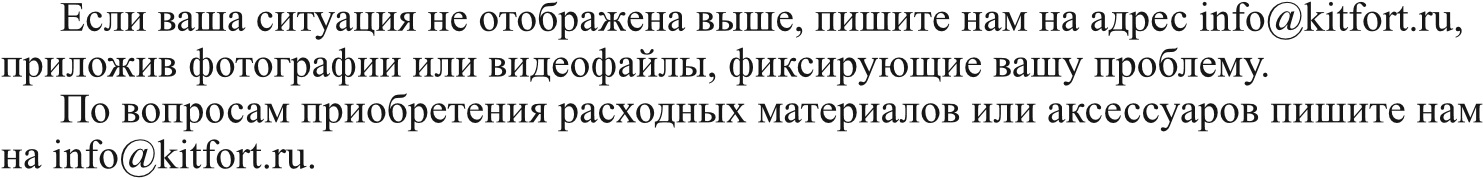 Если ваша ситуация не отображена выше, пишите нам на адрес info@kitfort.ru,
приложив фотографии или видеофайлы, фиксирующие вашу проблему.
По вопросам приобретения расходных материалов или аксессуаров пишите нам
на info@kitfort.ru.